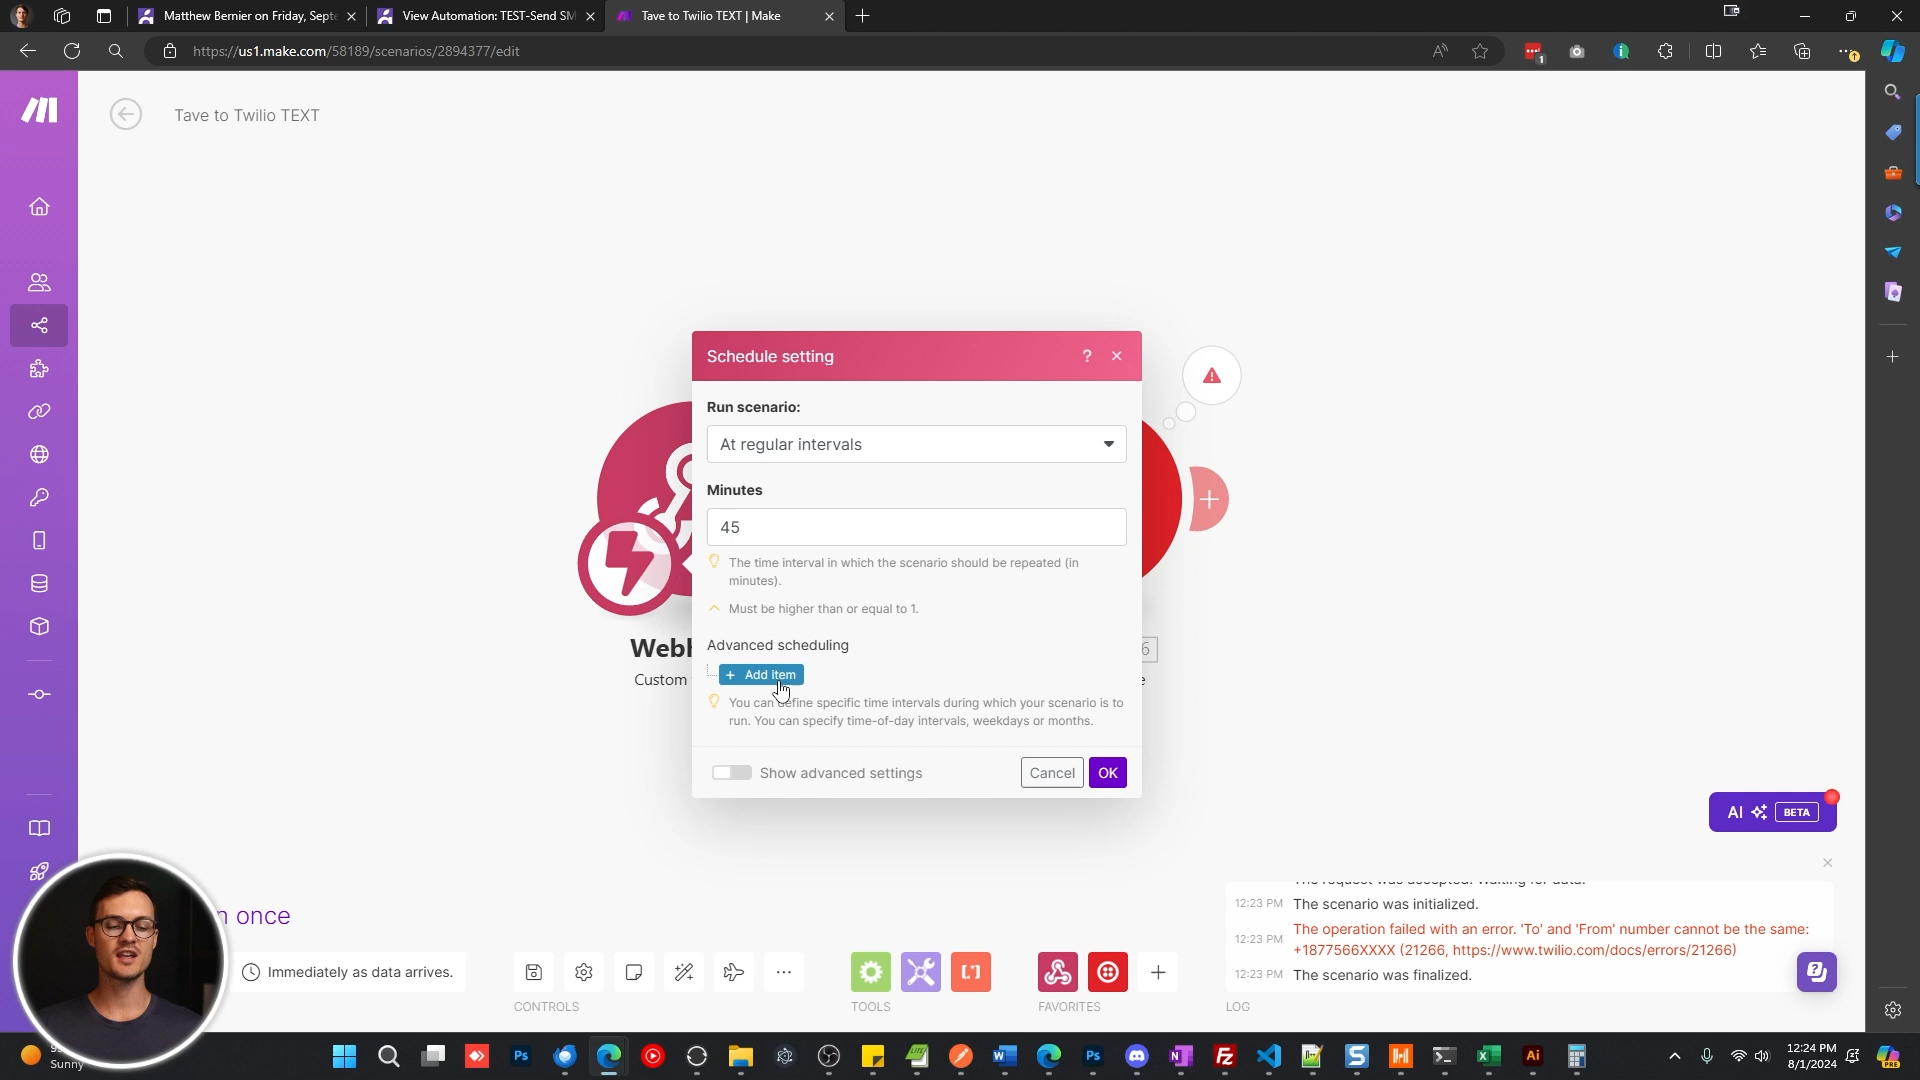 Matthew Bernier on Friday, Septe
View Automation: TEST-Send SM
Tave to Twilio TEXT | Make
https://us1.make.com/58189/scenarios/2894377/edit
1
Tave to Twilio TEXT
Schedule setting
?
Run scenario:
At regular intervals
Minutes
45
The time interval in which the scenario should be repeated (in
minutes).
Must be higher than or equal to 1.
Advanced scheduling
+ Add item
You can define specific time intervals during which your scenario is to
run. You can specify time-of-day intervals, weekdays or months.
Show advanced settings
Cancel
OK
Custom
AI
BETA
once
Immediately as data arrives.
CONTROLS
TOOLS
FAVORITES
LOG
12:23 PM The scenario was initialized.
12:23 PM The operation failed with an error. 'To' and 'From' number cannot be the same:
+1877566XXXX (21266, https://www.twilio.com/docs/errors/21266)
12:23 PM The scenario was finalized.
Sunny
12:24 PM
8/1/2024